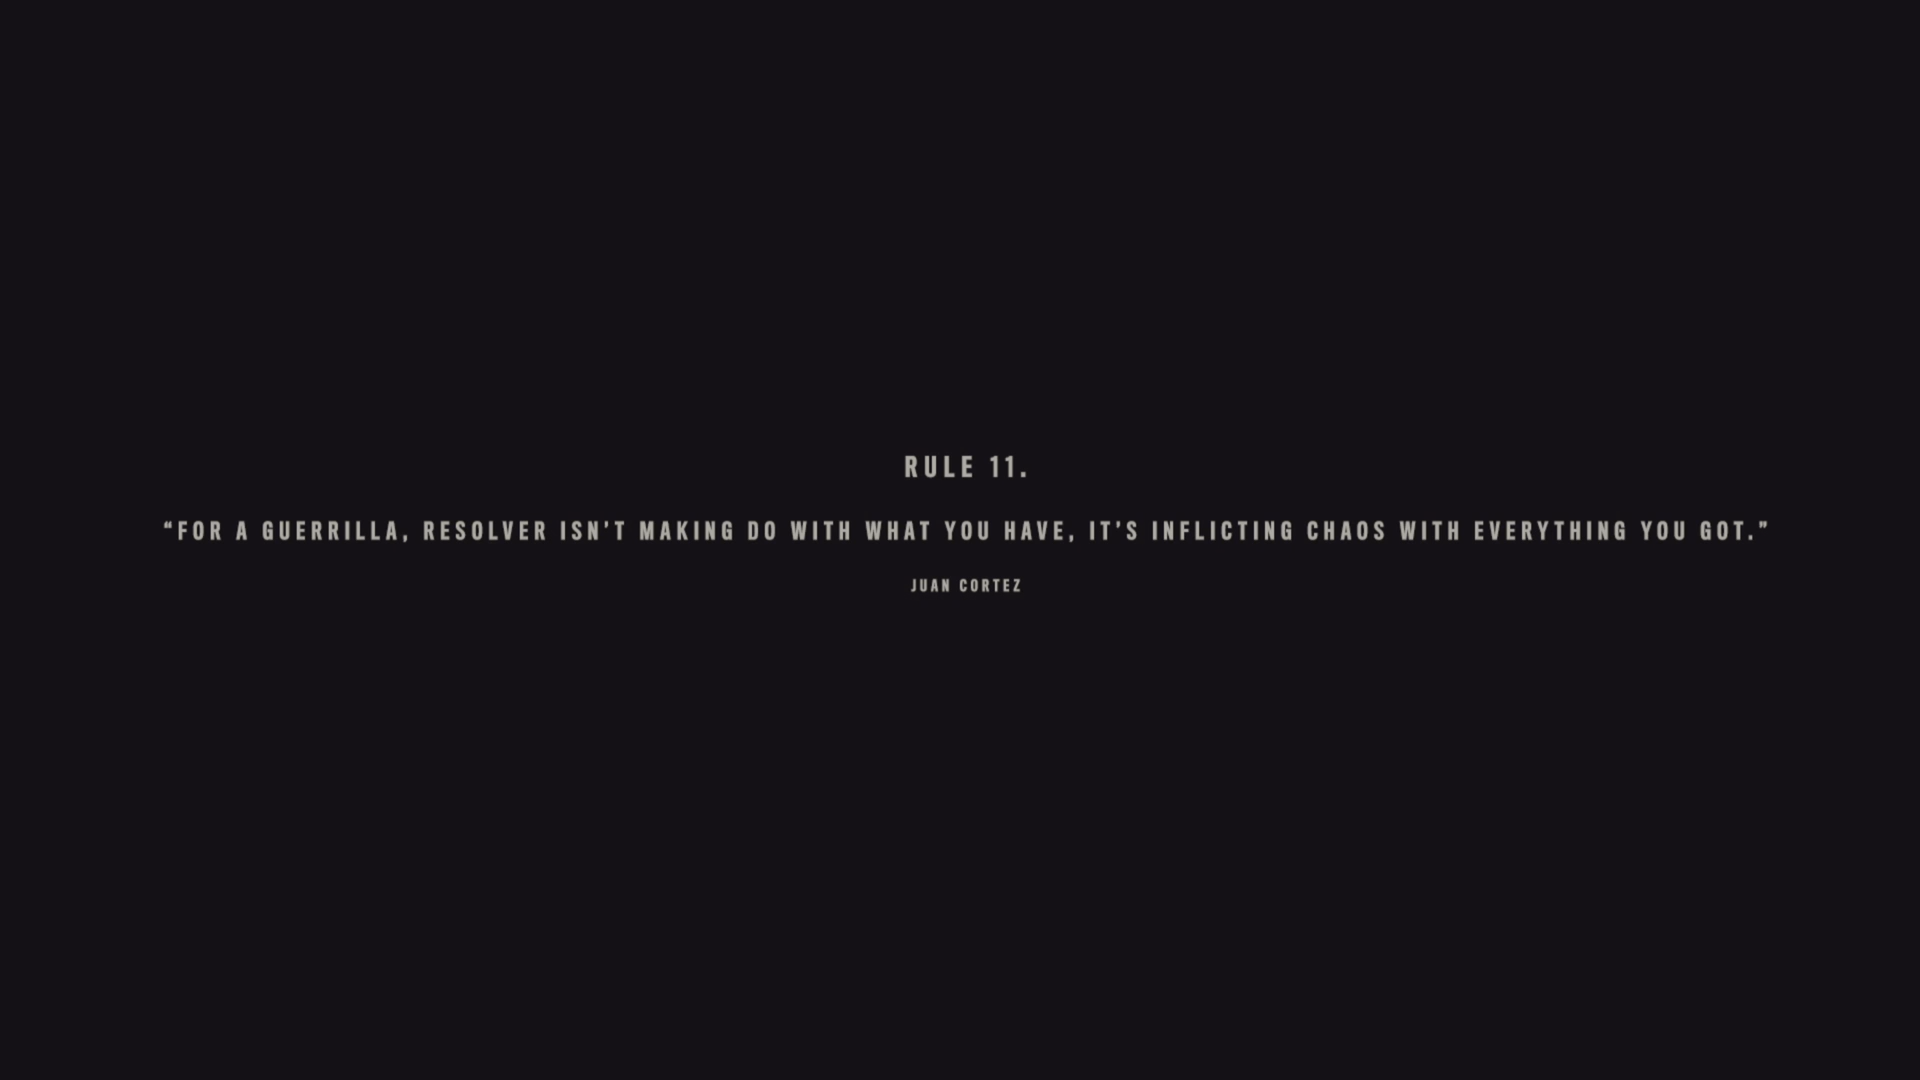 RULE 11.
“FOR A GUERRILLA, RESOLVER ISN’T MAKING DO WITH WHAT YOU HAVE, IT’S INFLICTING CHAOS WITH EVERYTHING YOU GOT.”
JUAN CORTEZ